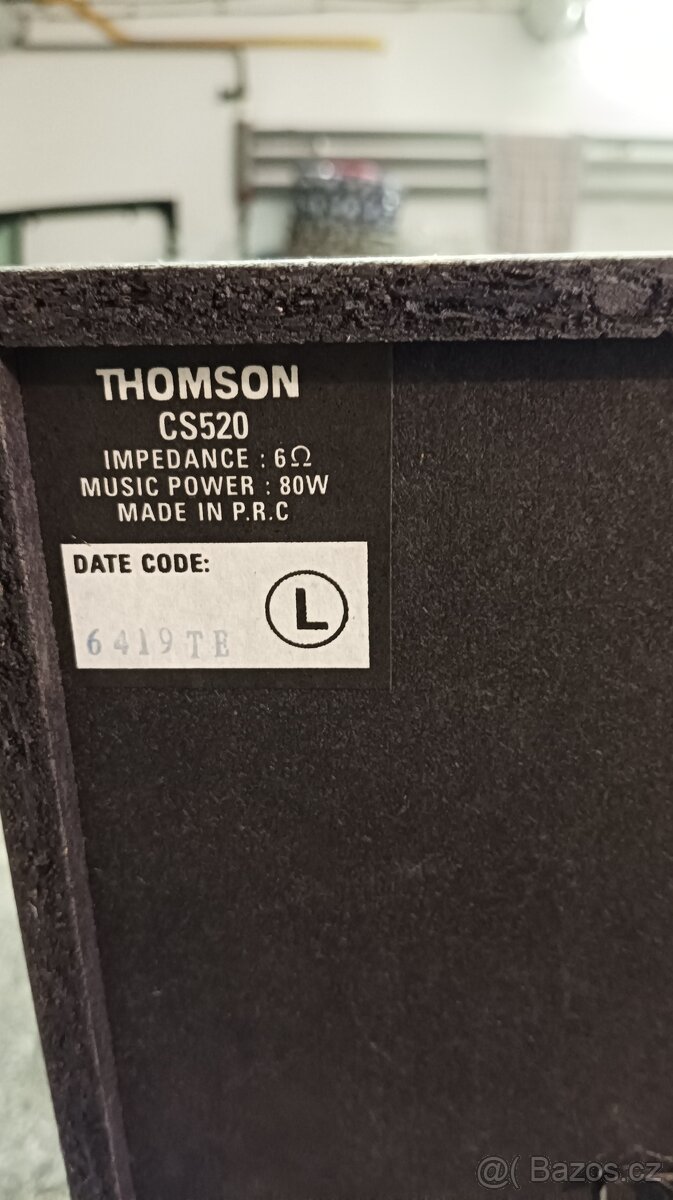 THOMSON
CS520
IMPEDANCE : 6Ω
MUSIC POWER : 80W
MADE IN P.R.C
DATE CODE:
L
6419TE
@( Bazos.cz